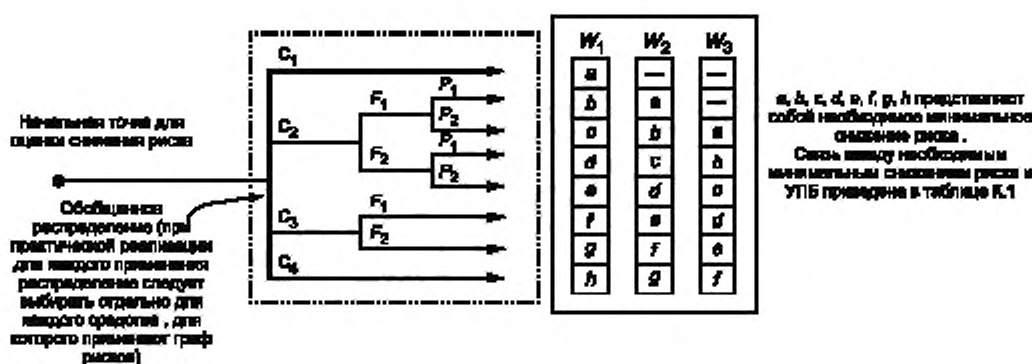 W₁ W₂ W₃
C₁
a — —
P₁
F₁
b a —
P₂
C₂
c b a
P₁
F₂
d c b
P₂
e d c
F₁
C₃
f e d
F₂
g f e
C₄
h g f
Начальная точка для
оценки снижения риска
Обобщенное
распределение (при
практической реализации
для каждого применения
распределение следует
выбирать отдельно для
каждого средства, для
которого применяют граф
рисков)
a, b, c, d, e, f, g, h представляют
собой необходимое минимальное
снижение риска.
Связь между необходимым
минимальным снижением риска и
УПБ приведена в таблице К.1